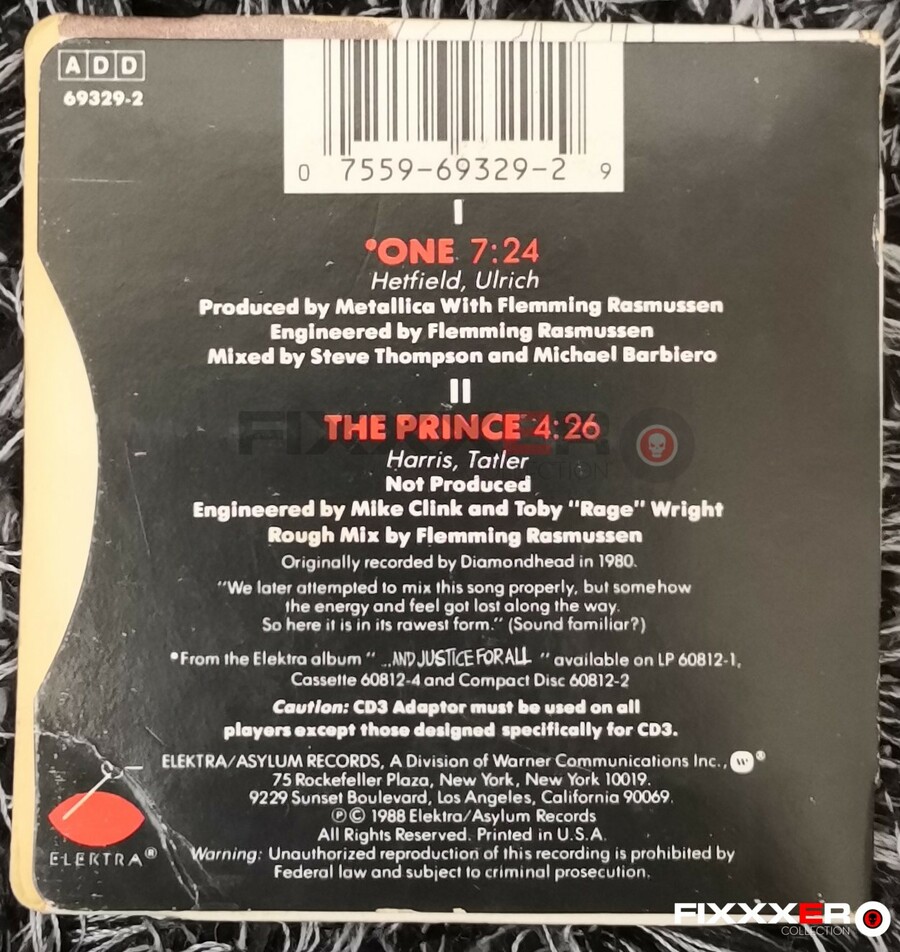 ADD
69329-2
0 7559-69329-2 9
I
•ONE 7:24
Hetfield, Ulrich
Produced by Metallica With Flemming Rasmussen
Engineered by Flemming Rasmussen
Mixed by Steve Thompson and Michael Barbiero
II
THE PRINCE 4:26
FIXXXER
COLLECTION
Harris, Tatler
Not Produced
Engineered by Mike Clink and Toby "Rage" Wright
Rough Mix by Flemming Rasmussen
Originally recorded by Diamondhead in 1980.
"We later attempted to mix this song properly, but somehow
the energy and feel got lost along the way.
So here it is in its rawest form." (Sound familiar?)
•From the Elektra album "...AND JUSTICE FOR ALL" available on LP 60812-1,
Cassette 60812-4 and Compact Disc 60812-2
Caution: CD3 Adaptor must be used on all
players except those designed specifically for CD3.
ELEKTRA/ASYLUM RECORDS, A Division of Warner Communications Inc., W ®
75 Rockefeller Plaza, New York, New York 10019.
9229 Sunset Boulevard, Los Angeles, California 90069.
℗© 1988 Elektra/Asylum Records
All Rights Reserved. Printed in U.S.A.
ELEKTRA®
Warning: Unauthorized reproduction of this recording is prohibited by
Federal law and subject to criminal prosecution.
FIXXXER
COLLECTION